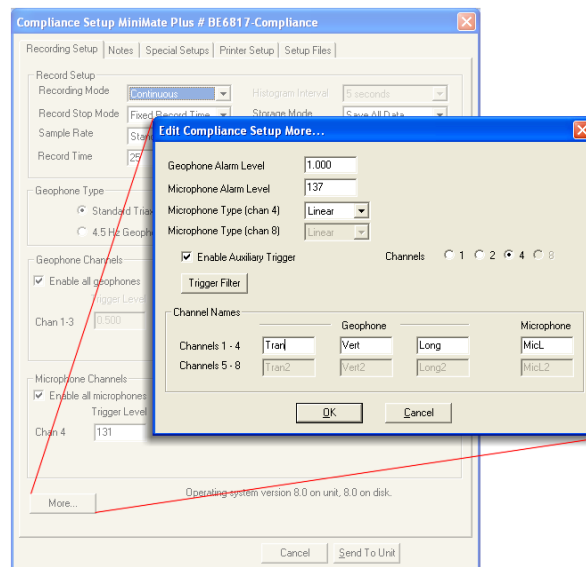 Compliance Setup MiniMate Plus # BE6817-Compliance
Recording Setup Notes Special Setups Printer Setup Setup Files
Record Setup
Recording Mode Continuous Histogram Interval 5 seconds
Record Stop Mode Fixed Record Time Storage Mode Save All Data
Sample Rate Stand
Record Time 25
Geophone Type
Standard Triax
4.5 Hz Geoph
Geophone Channels
Enable all geophones
Trigger Level
Chan 1-3 0.500
Microphone Channels
Enable all microphones
Trigger Level
Chan 4 131
More...
Operating system version 8.0 on unit, 8.0 on disk.
Cancel Send To Unit
Edit Compliance Setup More...
Geophone Alarm Level 1.000
Microphone Alarm Level 137
Microphone Type (chan 4) Linear
Microphone Type (chan 8) Linear
Enable Auxiliary Trigger Channels 1 2 4 8
Trigger Filter
Channel Names
Geophone Microphone
Channels 1 - 4 Tran Vert Long MicL
Channels 5 - 8 Tran2 Vert2 Long2 MicL2
OK Cancel